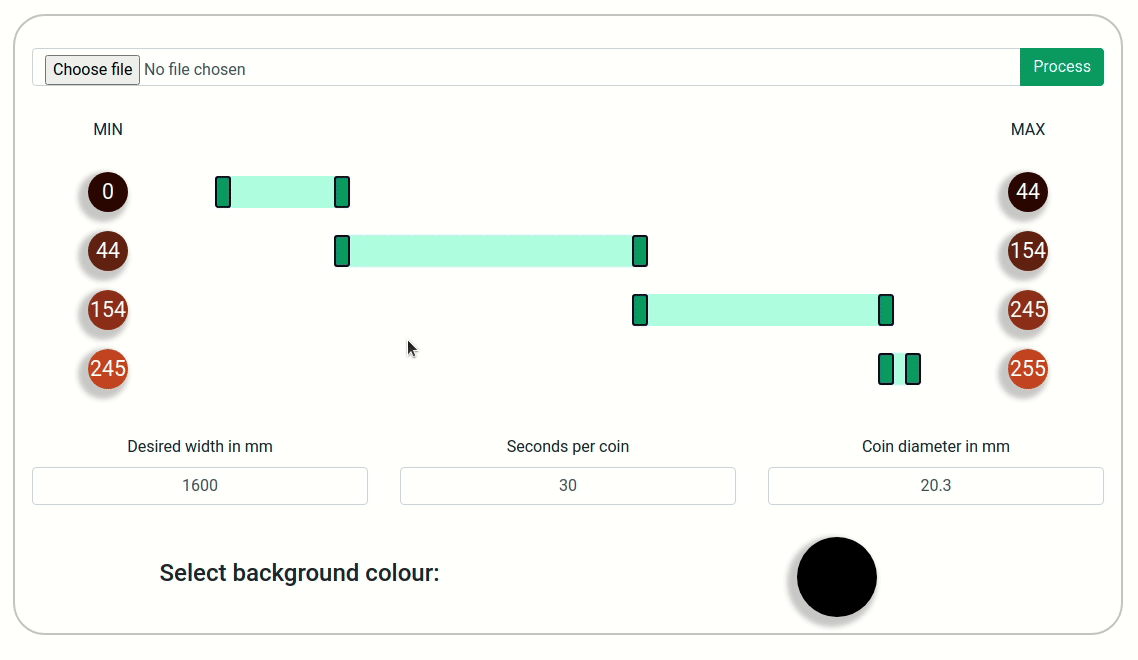 Choose file No file chosen Process
MIN MAX
0 44
44 154
154 245
245 255
Desired width in mm Seconds per coin Coin diameter in mm
1600 30 20.3
Select background colour: